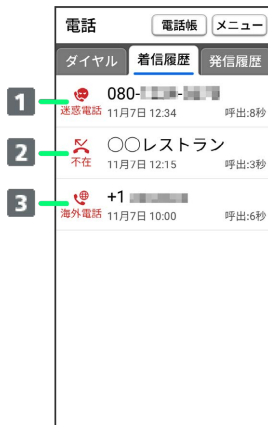 電話 電話帳 メニュー
ダイヤル 着信履歴 発信履歴
1 080-
迷惑電話 11月7日 12:34 呼出:8秒
2 ○○レストラン
不在 11月7日 12:15 呼出:3秒
3 +1
海外電話 11月7日 10:00 呼出:6秒